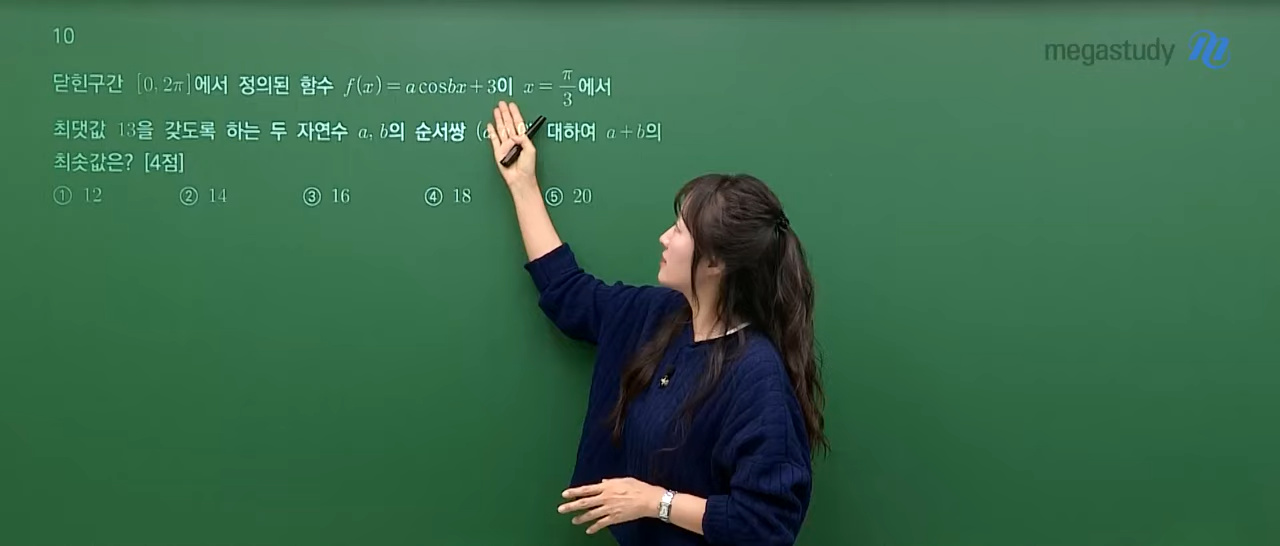 10
megastudy
닫힌구간 [0, 2π]에서 정의된 함수 f(x) = a cos bx + 3이 x = π/3에서
최댓값 13을 갖도록 하는 두 자연수 a, b의 순서쌍 대하여 a + b의
최솟값은? [4점]
① 12 ② 14 ③ 16 ④ 18 ⑤ 20